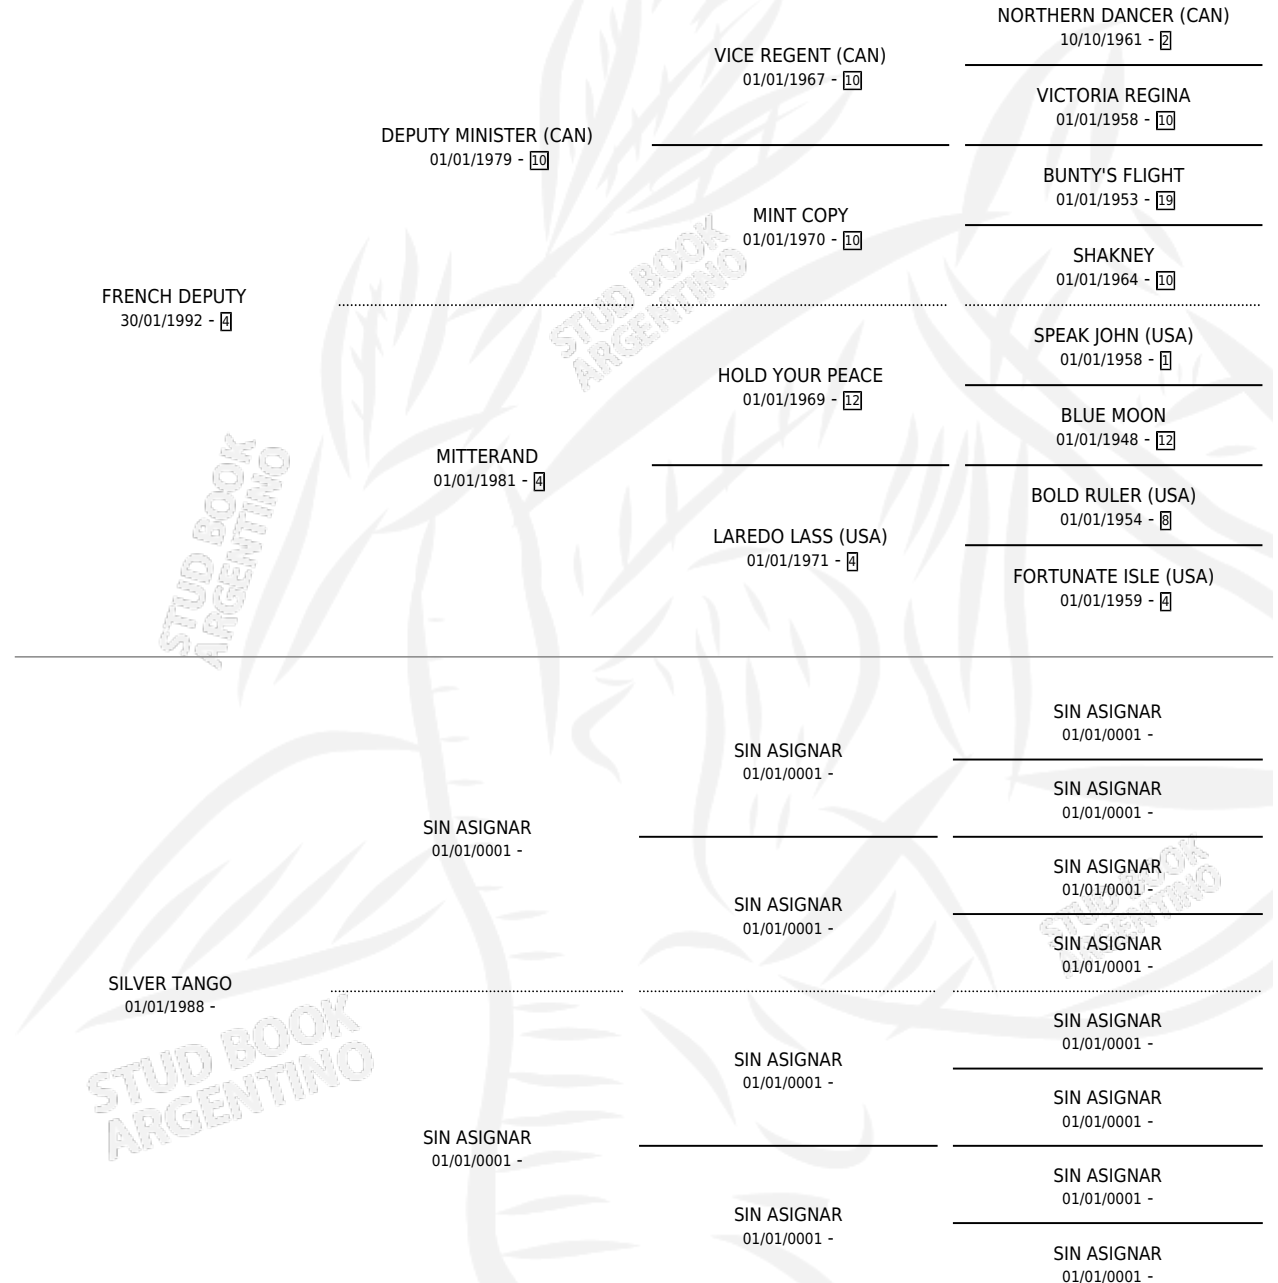 NORTHERN DANCER (CAN)
10/10/1961 - 2
VICE REGENT (CAN)
01/01/1967 - 10
VICTORIA REGINA
01/01/1958 - 10
DEPUTY MINISTER (CAN)
01/01/1979 - 10
BUNTY'S FLIGHT
01/01/1953 - 19
MINT COPY
01/01/1970 - 10
SHAKNEY
01/01/1964 - 10
FRENCH DEPUTY
30/01/1992 - 4
SPEAK JOHN (USA)
01/01/1958 - 1
HOLD YOUR PEACE
01/01/1969 - 12
BLUE MOON
01/01/1948 - 12
MITTERAND
01/01/1981 - 4
BOLD RULER (USA)
01/01/1954 - 8
LAREDO LASS (USA)
01/01/1971 - 4
FORTUNATE ISLE (USA)
01/01/1959 - 4
STUD BOOK
ARGENTINO
STUD BOOK
ARGENTINO
SIN ASIGNAR
01/01/0001 -
SIN ASIGNAR
01/01/0001 -
SIN ASIGNAR
01/01/0001 -
SIN ASIGNAR
01/01/0001 -
SIN ASIGNAR
01/01/0001 -
SIN ASIGNAR
01/01/0001 -
SIN ASIGNAR
01/01/0001 -
SILVER TANGO
01/01/1988 -
SIN ASIGNAR
01/01/0001 -
SIN ASIGNAR
01/01/0001 -
SIN ASIGNAR
01/01/0001 -
SIN ASIGNAR
01/01/0001 -
SIN ASIGNAR
01/01/0001 -
SIN ASIGNAR
01/01/0001 -
SIN ASIGNAR
01/01/0001 -
STUD BOOK
ARGENTINO
STUD BOOK
ARGENTINO